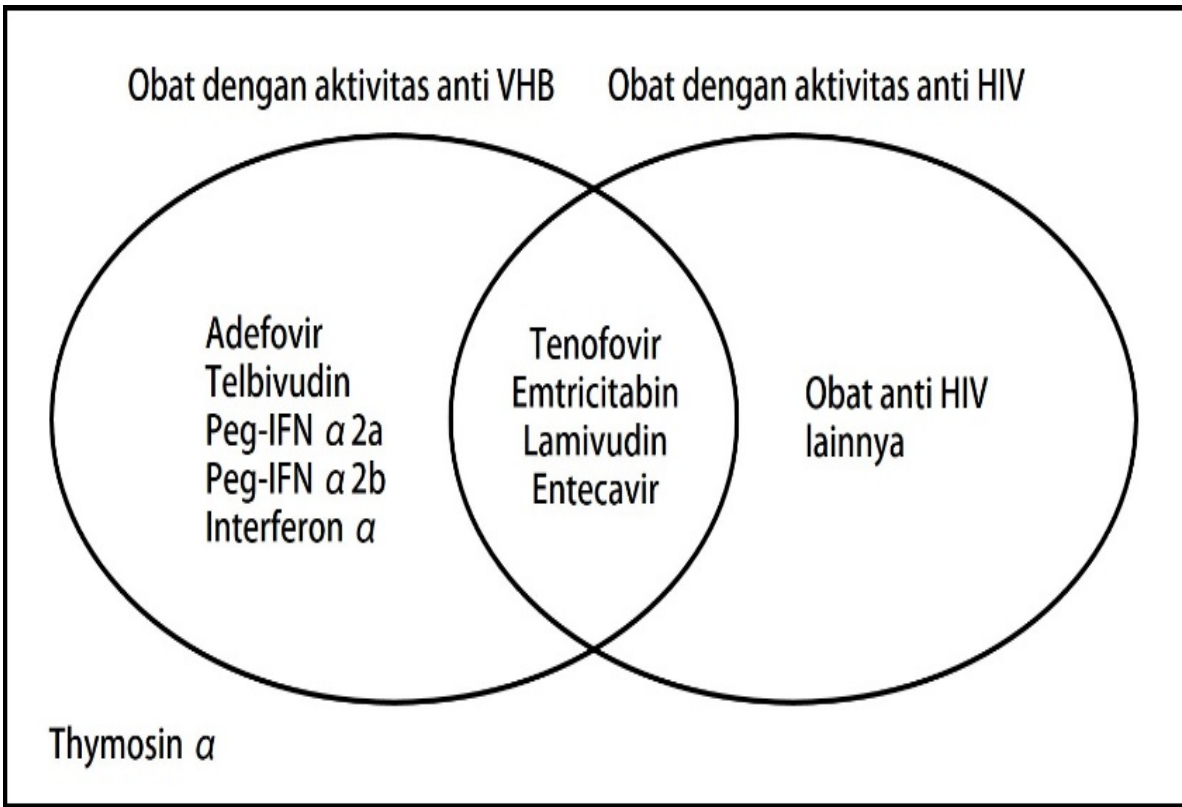 Obat dengan aktivitas anti VHB
Obat dengan aktivitas anti HIV
Adefovir
Telbivudin
Peg-IFN α 2a
Peg-IFN α 2b
Interferon α
Tenofovir
Emtricitabin
Lamivudin
Entecavir
Obat anti HIV
lainnya
Thymosin α